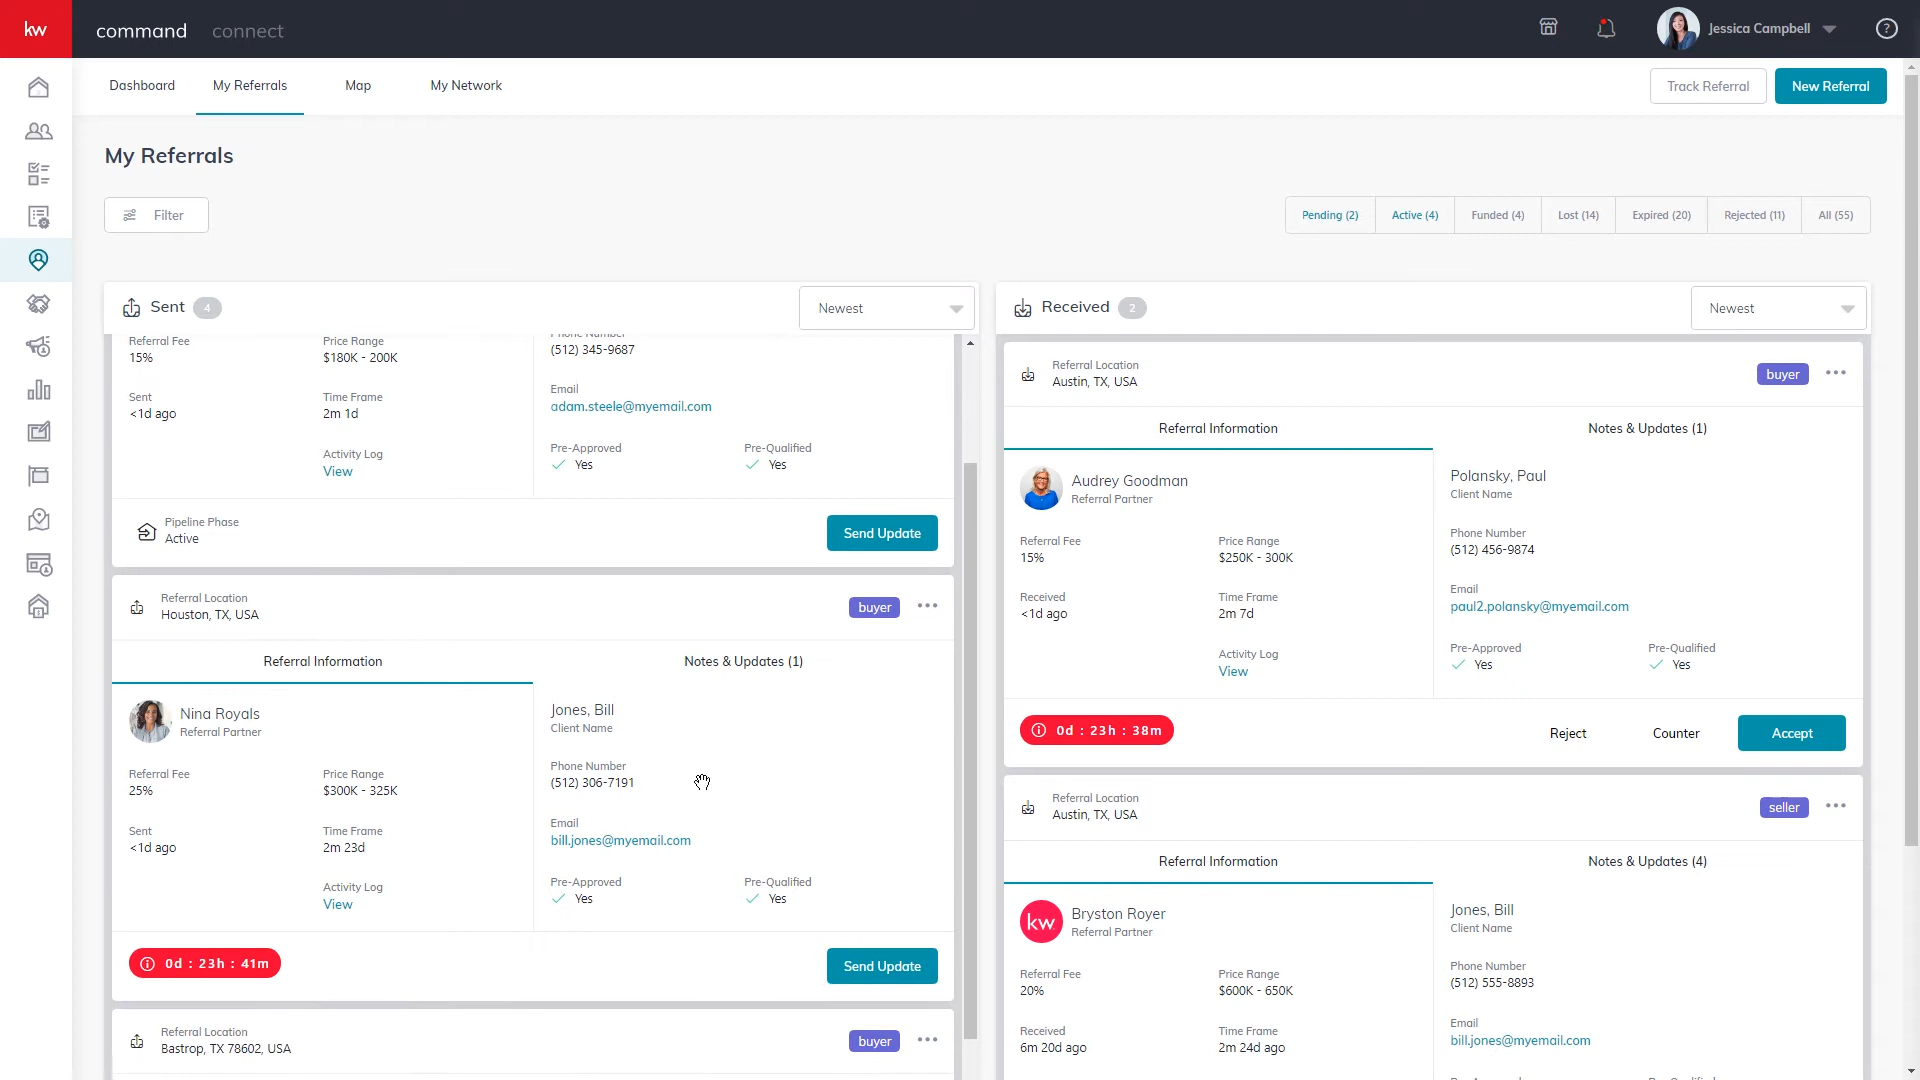 kw
command
connect
Jessica Campbell
?
Dashboard
My Referrals
Map
My Network
Track Referral
New Referral
My Referrals
Filter
Pending (2)
Active (4)
Funded (4)
Lost (14)
Expired (20)
Rejected (11)
All (55)
Sent
4
Newest
Referral Fee
15%
Price Range
$180K - 200K
Phone Number
(512) 345-9687
Sent
<1d ago
Time Frame
2m 1d
Email
adam.steele@myemail.com
Activity Log
View
Pre-Approved
Yes
Pre-Qualified
Yes
Pipeline Phase
Active
Send Update
Referral Location
Houston, TX, USA
buyer
Referral Information
Notes & Updates (1)
Nina Royals
Referral Partner
Jones, Bill
Client Name
Referral Fee
25%
Price Range
$300K - 325K
Phone Number
(512) 306-7191
Sent
<1d ago
Time Frame
2m 23d
Email
bill.jones@myemail.com
Activity Log
View
Pre-Approved
Yes
Pre-Qualified
Yes
0d : 23h : 41m
Send Update
Referral Location
Bastrop, TX 78602, USA
buyer
Received
2
Newest
Referral Location
Austin, TX, USA
buyer
Referral Information
Notes & Updates (1)
Audrey Goodman
Referral Partner
Polansky, Paul
Client Name
Referral Fee
15%
Price Range
$250K - 300K
Phone Number
(512) 456-9874
Received
<1d ago
Time Frame
2m 7d
Email
paul2.polansky@myemail.com
Activity Log
View
Pre-Approved
Yes
Pre-Qualified
Yes
0d : 23h : 38m
Reject
Counter
Accept
Referral Location
Austin, TX, USA
seller
Referral Information
Notes & Updates (4)
kw
Bryston Royer
Referral Partner
Jones, Bill
Client Name
Referral Fee
20%
Price Range
$600K - 650K
Phone Number
(512) 555-8893
Received
6m 20d ago
Time Frame
2m 24d ago
Email
bill.jones@myemail.com